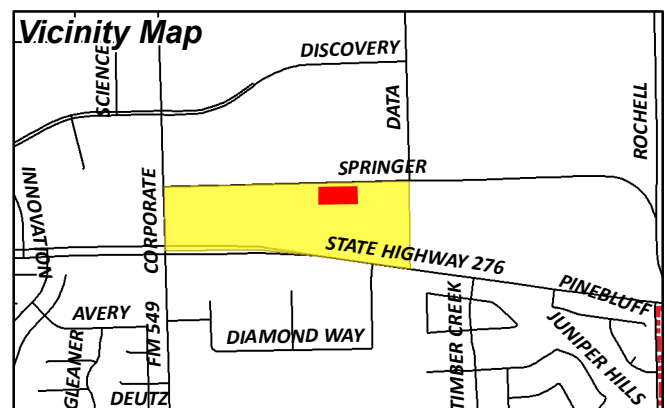 Vicinity Map
DISCOVERY
SCIENCE
DATA
ROCHELL
SPRINGER
INNOVATION
CORPORATE
STATE HIGHWAY 276
PINEBLUFF
AVERY
FM 549
DIAMOND WAY
TIMBER CREEK
JUNIPER HILLS
GLEANER
DEUTZ